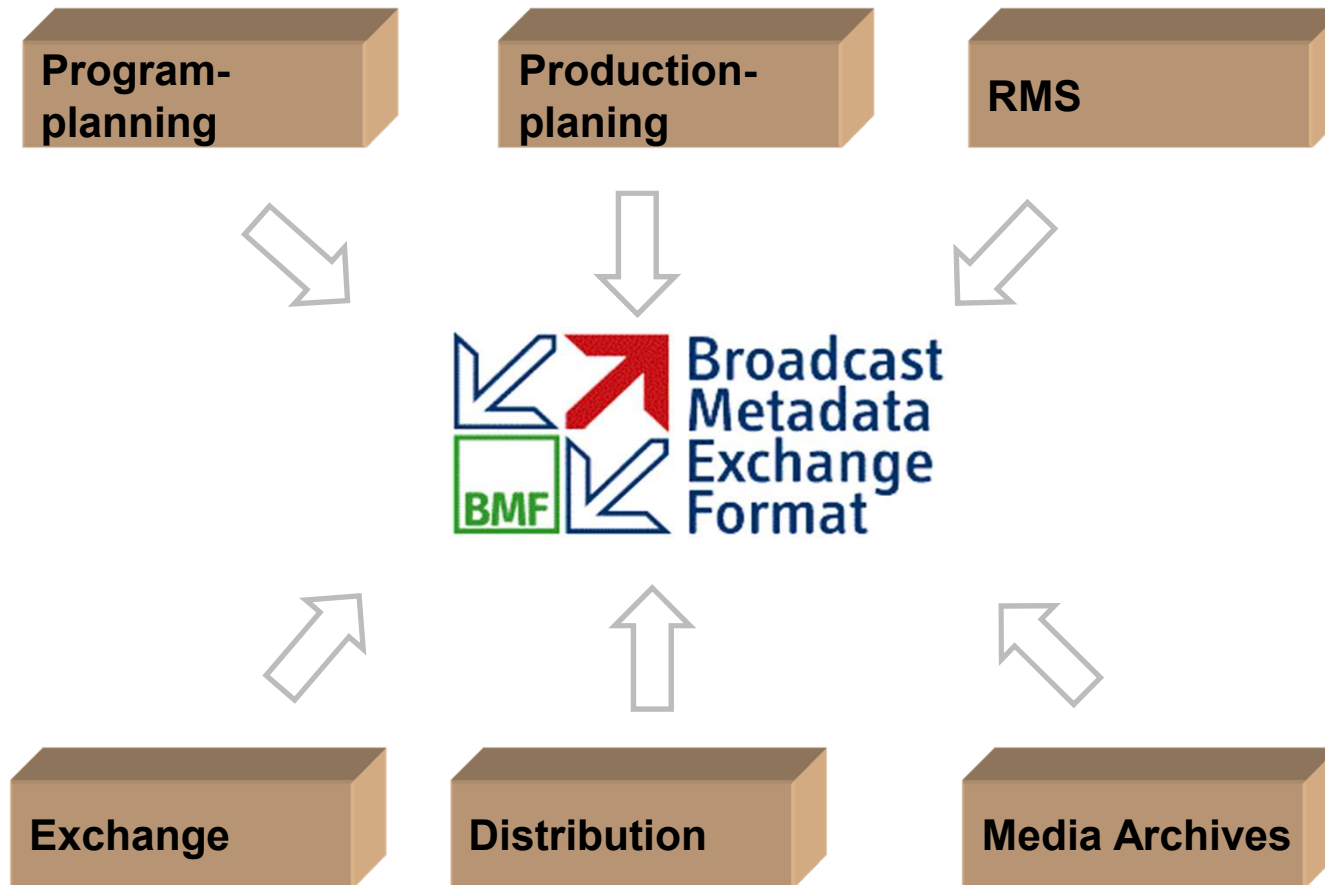 Program-
planning
Production-
planing
RMS
Broadcast
Metadata
Exchange
Format
BMF
Exchange
Distribution
Media Archives